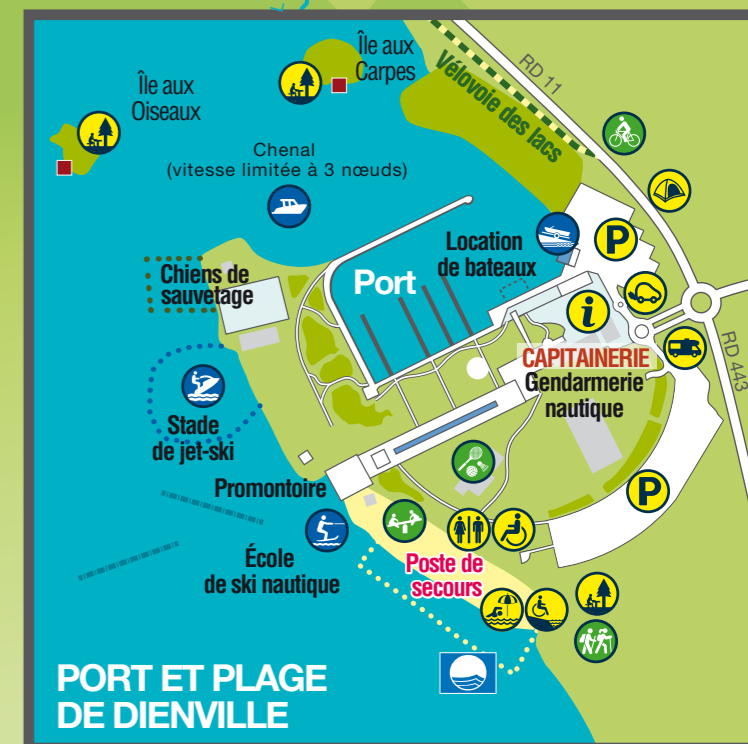 Île aux
Carpes
Île aux
Oiseaux
Vélovoie des lacs
RD 11
Chenal
(vitesse limitée à 3 nœuds)
P
Location
de bateaux
Chiens de
sauvetage
Port
i
CAPITAINERIE
Gendarmerie
nautique
RD 443
Stade
de jet-ski
Promontoire
P
École
de ski nautique
Poste de
secours
PORT ET PLAGE
DE DIENVILLE